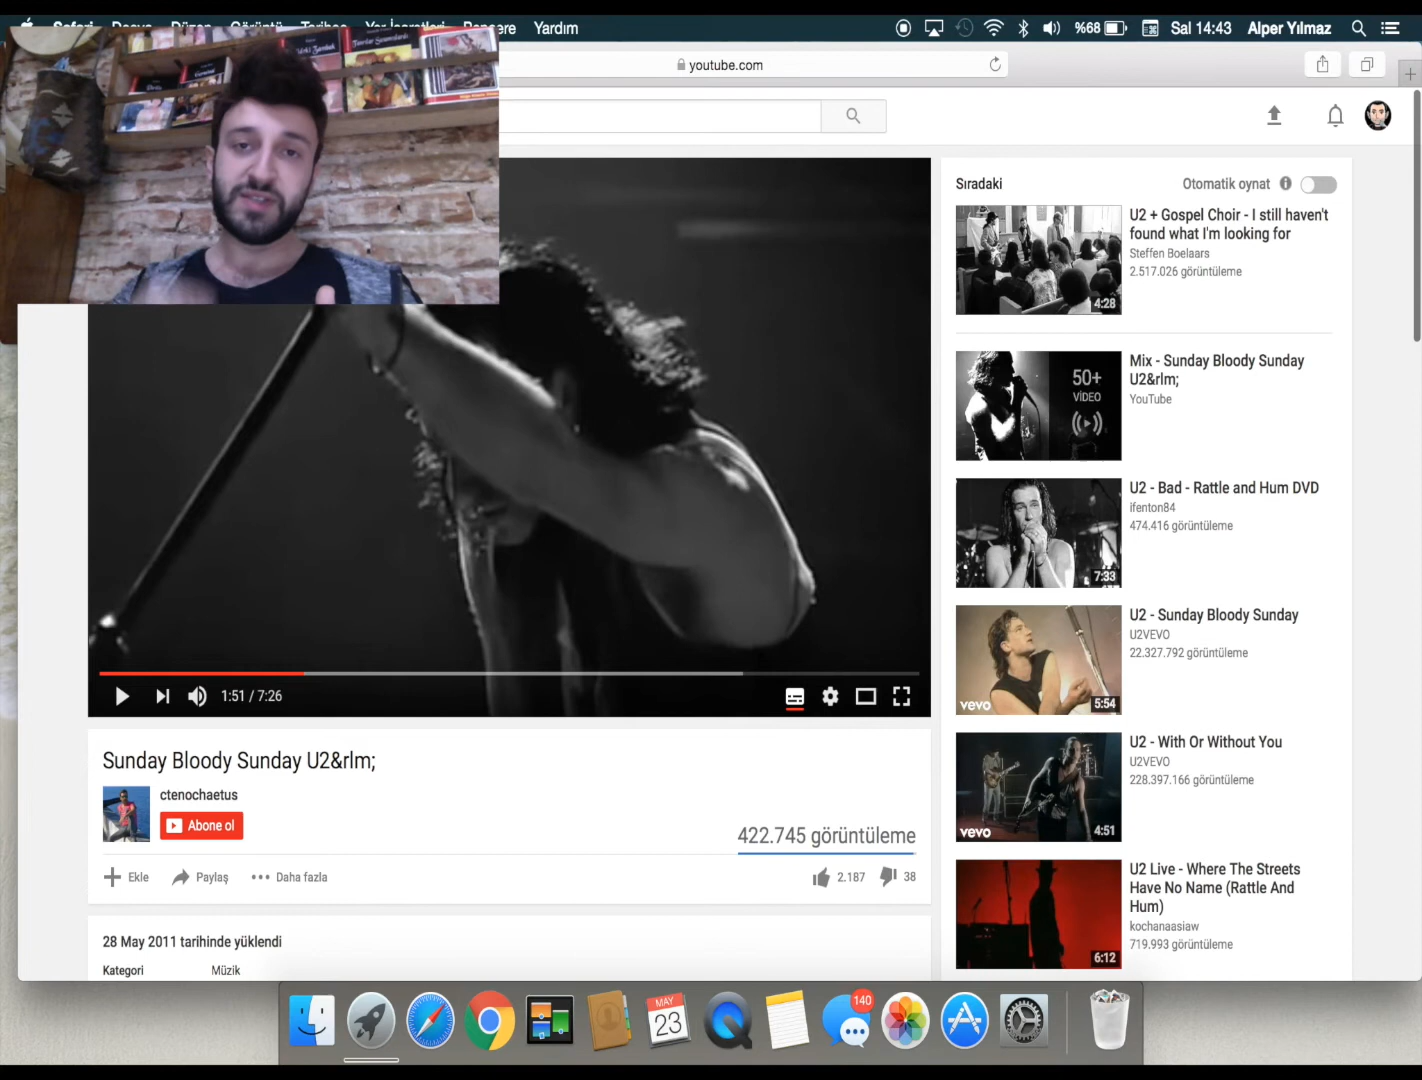 Yardım
%68
Sal 14:43
Alper Yılmaz
youtube.com
Sıradaki
Otomatik oynat
U2 + Gospel Choir - I still haven't
found what I'm looking for
Steffen Boelaars
2.517.026 görüntüleme
4:28
Mix - Sunday Bloody Sunday
U2&rlm;
YouTube
50+
VİDEO
U2 - Bad - Rattle and Hum DVD
ifenton84
474.416 görüntüleme
7:33
U2 - Sunday Bloody Sunday
U2VEVO
22.327.792 görüntüleme
vevo
5:54
U2 - With Or Without You
U2VEVO
228.397.166 görüntüleme
vevo
4:51
U2 Live - Where The Streets
Have No Name (Rattle And
Hum)
kochanaasiaw
719.993 görüntüleme
6:12
1:51 / 7:26
Sunday Bloody Sunday U2&rlm;
ctenochaetus
Abone ol
422.745 görüntüleme
Ekle
Paylaş
Daha fazla
2.187
38
28 May 2011 tarihinde yüklendi
Kategori
Müzik
MAY
23
140